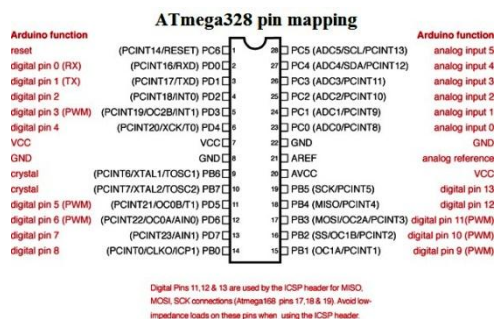 ATmega328 pin mapping
Arduino function Arduino function
reset (PCINT14/RESET) PC6 1 28 PC5 (ADC5/SCL/PCINT13) analog input 5
digital pin 0 (RX) (PCINT16/RXD) PD0 2 27 PC4 (ADC4/SDA/PCINT12) analog input 4
digital pin 1 (TX) (PCINT17/TXD) PD1 3 26 PC3 (ADC3/PCINT11) analog input 3
digital pin 2 (PCINT18/INT0) PD2 4 25 PC2 (ADC2/PCINT10) analog input 2
digital pin 3 (PWM) (PCINT19/OC2B/INT1) PD3 5 24 PC1 (ADC1/PCINT9) analog input 1
digital pin 4 (PCINT20/XCK/T0) PD4 6 23 PC0 (ADC0/PCINT8) analog input 0
VCC VCC 7 22 GND GND
GND GND 8 21 AREF analog reference
crystal (PCINT6/XTAL1/TOSC1) PB6 9 20 AVCC VCC
crystal (PCINT7/XTAL2/TOSC2) PB7 10 19 PB5 (SCK/PCINT5) digital pin 13
digital pin 5 (PWM) (PCINT21/OC0B/T1) PD5 11 18 PB4 (MISO/PCINT4) digital pin 12
digital pin 6 (PWM) (PCINT22/OC0A/AIN0) PD6 12 17 PB3 (MOSI/OC2A/PCINT3) digital pin 11(PWM)
digital pin 7 (PCINT23/AIN1) PD7 13 16 PB2 (SS/OC1B/PCINT2) digital pin 10 (PWM)
digital pin 8 (PCINT0/CLKO/ICP1) PB0 14 15 PB1 (OC1A/PCINT1) digital pin 9 (PWM)
Digital Pins 11,12 & 13 are used by the ICSP header for MISO,
MOSI, SCK connections (Atmega168 pins 17,18 & 19). Avoid low-
impedance loads on these pins when using the ICSP header.